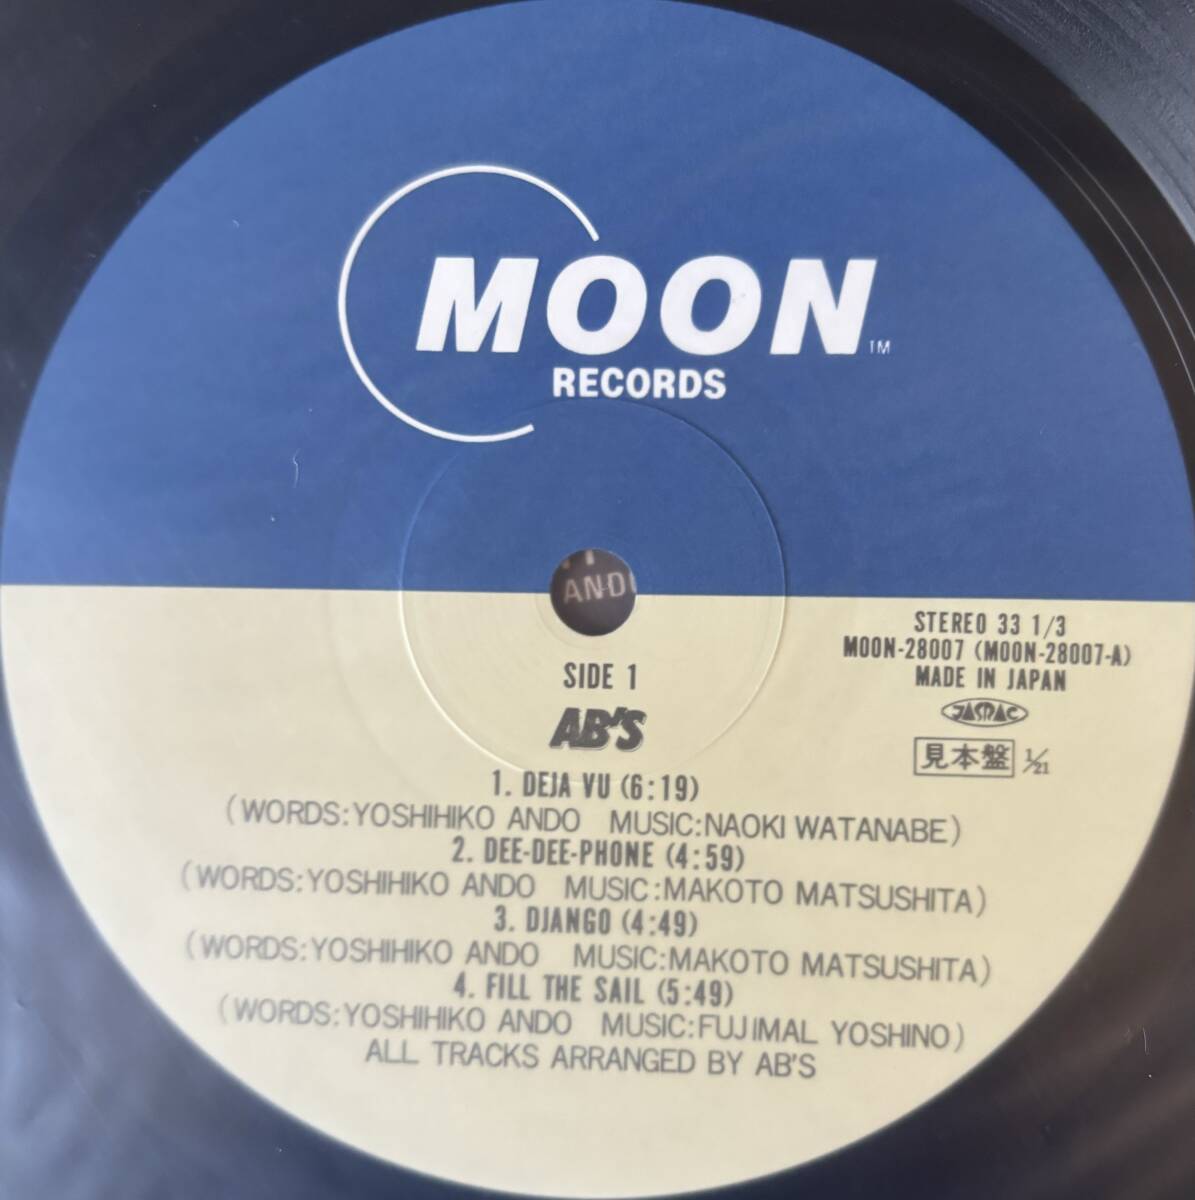 MOON TM
RECORDS
AND
STEREO 33 1/3
MOON-28007 (MOON-28007-A)
MADE IN JAPAN
JASRAC
見本盤 1/21
SIDE 1
AB'S
1. DEJA VU (6:19)
(WORDS:YOSHIHIKO ANDO MUSIC:NAOKI WATANABE)
2. DEE-DEE-PHONE (4:59)
(WORDS:YOSHIHIKO ANDO MUSIC:MAKOTO MATSUSHITA)
3. DJANGO (4:49)
(WORDS:YOSHIHIKO ANDO MUSIC:MAKOTO MATSUSHITA)
4. FILL THE SAIL (5:49)
(WORDS:YOSHIHIKO ANDO MUSIC:FUJIMAL YOSHINO)
ALL TRACKS ARRANGED BY AB'S